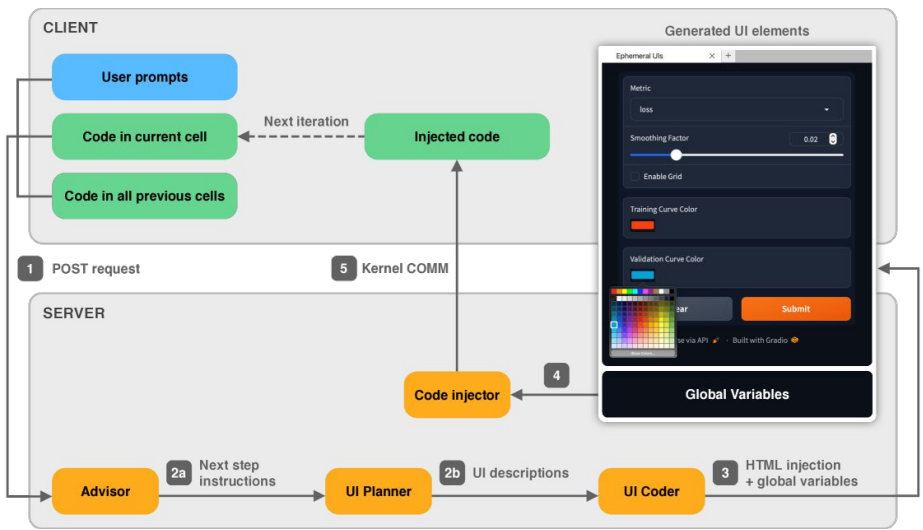 CLIENT
Generated UI elements
User prompts
Code in current cell
Next iteration
Injected code
Code in all previous cells
Ephemeral UIs
Metric
loss
Smoothing Factor
0.02
Enable Grid
Training Curve Color
Validation Curve Color
ear
Submit
se via API · Built with Gradio
Global Variables
1 POST request
5 Kernel COMM
SERVER
Code injector
4
Advisor
2a Next step
instructions
UI Planner
2b UI descriptions
UI Coder
3 HTML injection
+ global variables